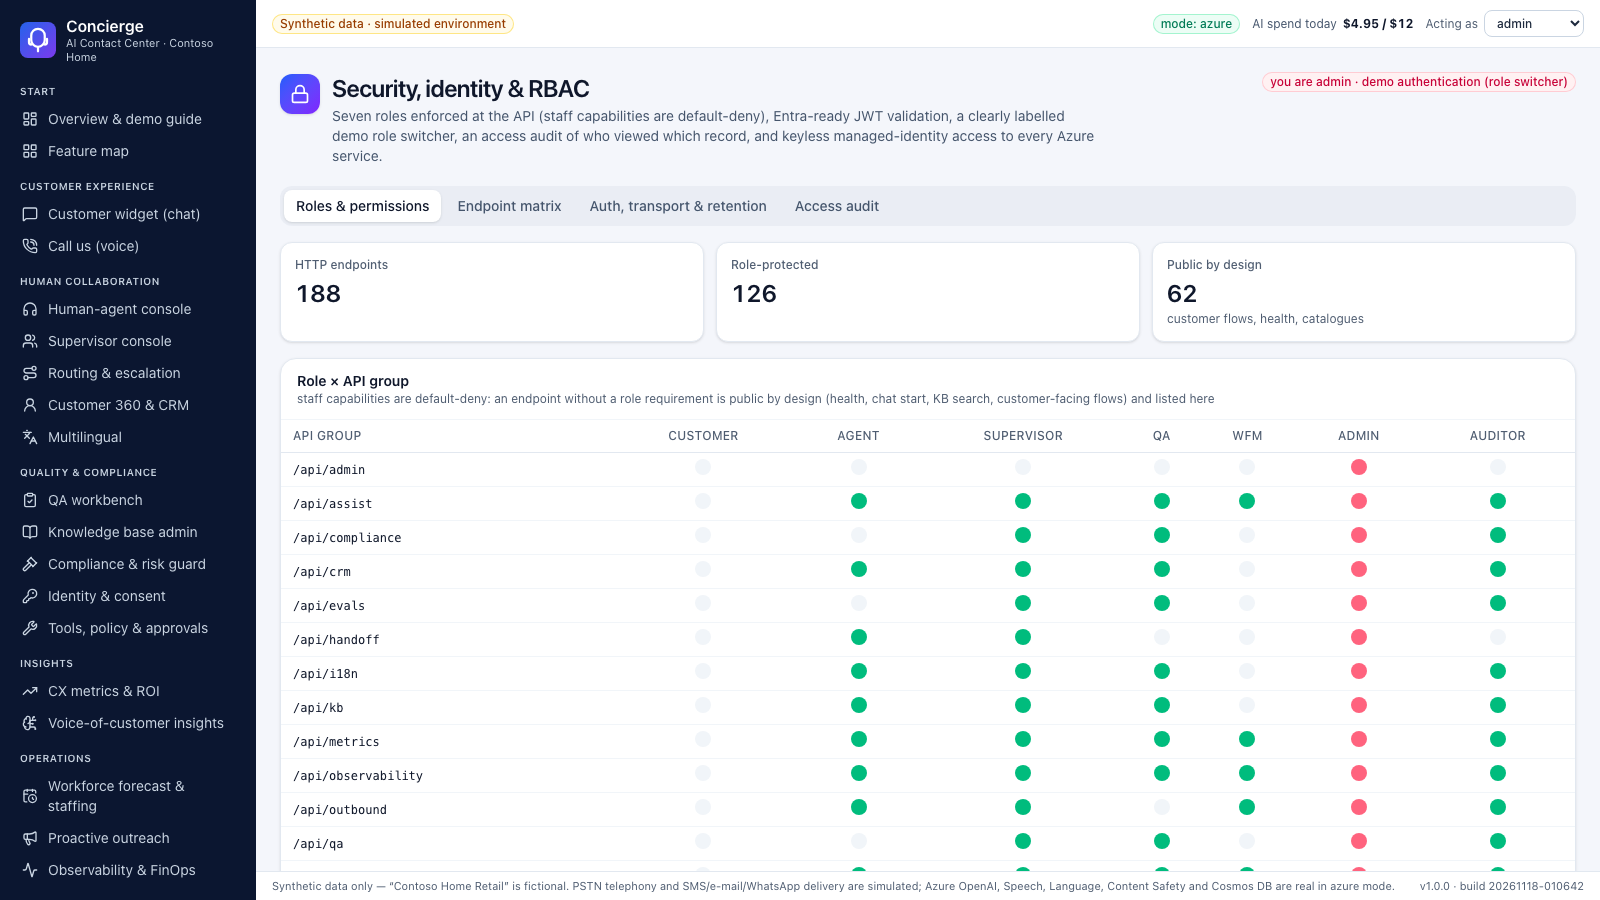 Concierge
AI Contact Center · Contoso
Home
START
Overview & demo guide
Feature map
CUSTOMER EXPERIENCE
Customer widget (chat)
Call us (voice)
HUMAN COLLABORATION
Human-agent console
Supervisor console
Routing & escalation
Customer 360 & CRM
Multilingual
QUALITY & COMPLIANCE
QA workbench
Knowledge base admin
Compliance & risk guard
Identity & consent
Tools, policy & approvals
INSIGHTS
CX metrics & ROI
Voice-of-customer insights
OPERATIONS
Workforce forecast &
staffing
Proactive outreach
Observability & FinOps
Synthetic data · simulated environment
mode: azure
AI spend today $4.95 / $12
Acting as
admin
Security, identity & RBAC
you are admin · demo authentication (role switcher)
Seven roles enforced at the API (staff capabilities are default-deny), Entra-ready JWT validation, a clearly labelled
demo role switcher, an access audit of who viewed which record, and keyless managed-identity access to every Azure
service.
Roles & permissions
Endpoint matrix
Auth, transport & retention
Access audit
HTTP endpoints
188
Role-protected
126
Public by design
62
customer flows, health, catalogues
Role × API group
staff capabilities are default-deny: an endpoint without a role requirement is public by design (health, chat start, KB search, customer-facing flows) and listed here
API GROUP CUSTOMER AGENT SUPERVISOR QA WFM ADMIN AUDITOR
/api/admin
/api/assist
/api/compliance
/api/crm
/api/evals
/api/handoff
/api/i18n
/api/kb
/api/metrics
/api/observability
/api/outbound
/api/qa
Synthetic data only — “Contoso Home Retail” is fictional. PSTN telephony and SMS/e-mail/WhatsApp delivery are simulated; Azure OpenAI, Speech, Language, Content Safety and Cosmos DB are real in azure mode.
v1.0.0 · build 20261118-010642